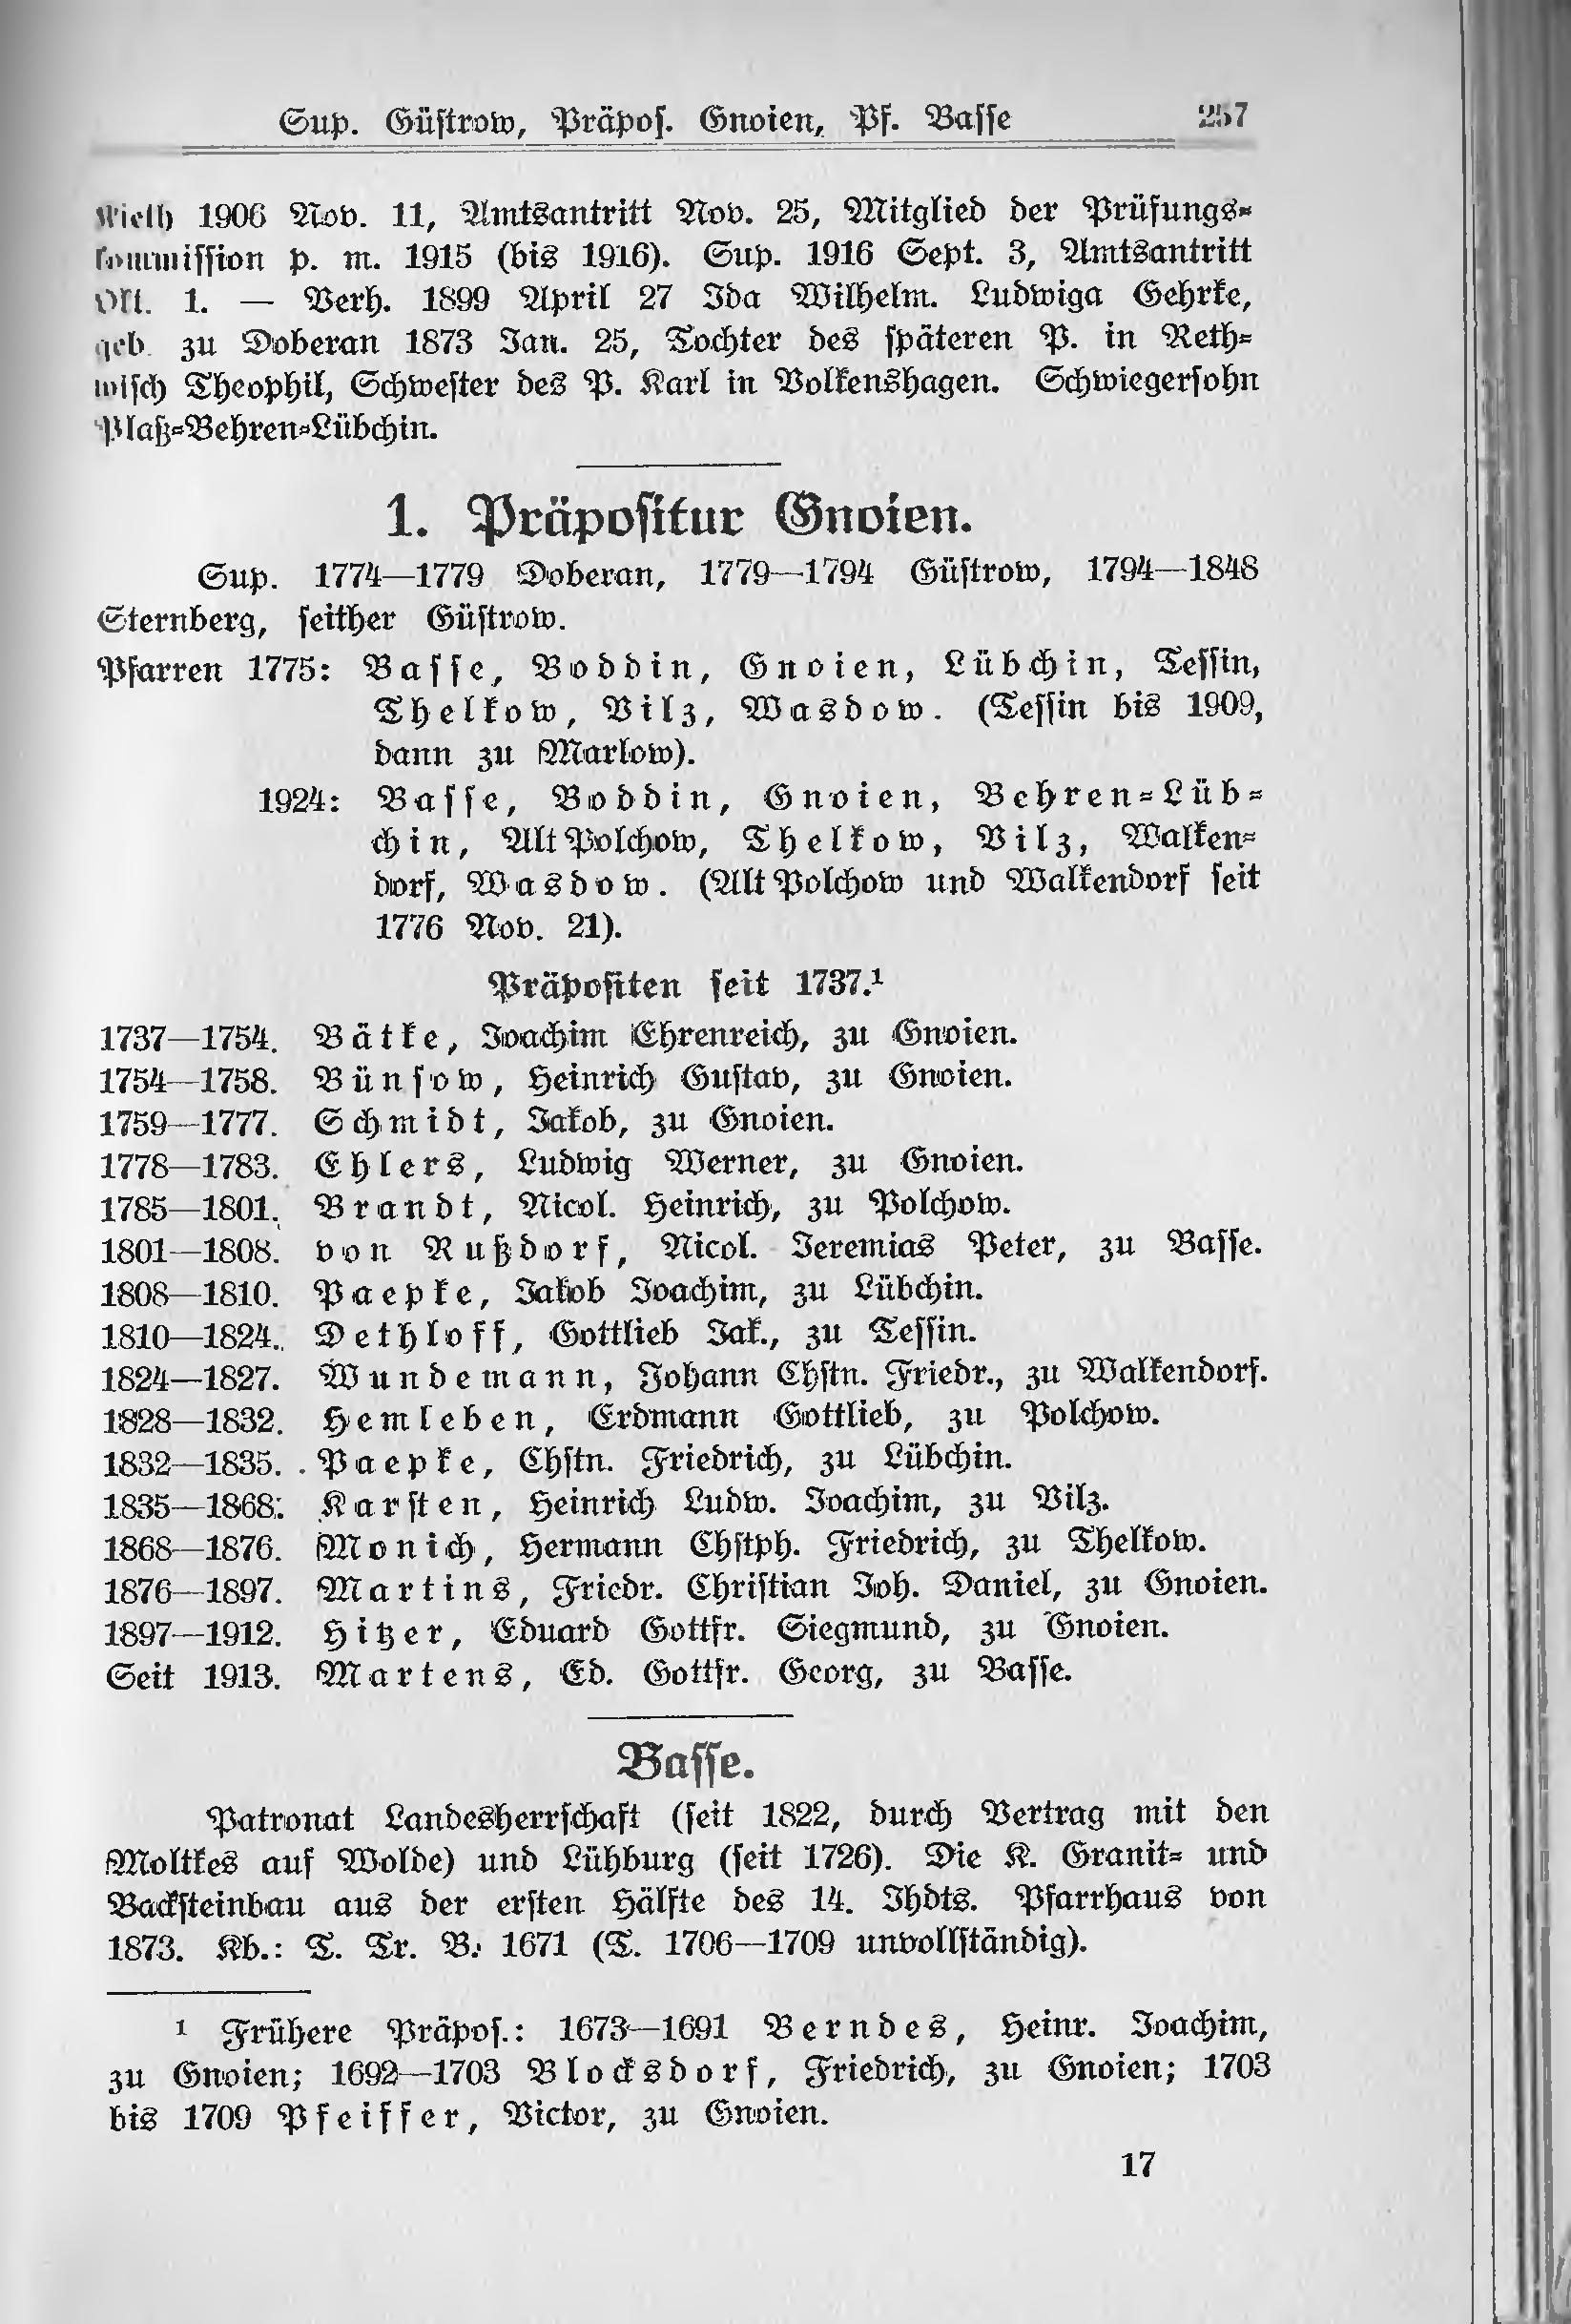 Sup. Güstrow, Präpos. Gnoien, Pf. Basse 257
Kieth 1906 Nov. 11, Amtsantritt Nov. 25, Mitglied der Prüfungs-
kommission p. m. 1915 (bis 1916). Sup. 1916 Sept. 3, Amtsantritt
Okt. 1. — Verh. 1899 April 27 Ida Wilhelm. Ludwiga Gehrke,
geb. zu Doberan 1873 Jan. 25, Tochter des späteren P. in Reth-
wisch Theophil, Schwester des P. Karl in Volkenshagen. Schwiegersohn
Plaß-Behren-Lübchin.
1. Präpositur Gnoien.
Sup. 1774—1779 Doberan, 1779—1794 Güstrow, 1794—1848
Sternberg, seither Güstrow.
Pfarren 1775: Basse, Boddin, Gnoien, Lübchin, Tessin,
Thelkow, Vilz, Wasdow. (Tessin bis 1909,
dann zu Marlow).
1924: Basse, Boddin, Gnoien, Behren-Lüb-
chin, Alt Polchow, Thelkow, Vilz, Walken-
dorf, Wasdow. (Alt Polchow und Walkendorf seit
1776 Nov. 21).
Präpositen seit 1737.¹
1737—1754. Bätke, Joachim Ehrenreich, zu Gnoien.
1754—1758. Bünsow, Heinrich Gustav, zu Gnoien.
1759—1777. Schmidt, Jakob, zu Gnoien.
1778—1783. Ehlers, Ludwig Werner, zu Gnoien.
1785—1801. Brandt, Nicol. Heinrich, zu Polchow.
1801—1808. von Rußdorf, Nicol. Jeremias Peter, zu Basse.
1808—1810. Paepke, Jakob Joachim, zu Lübchin.
1810—1824. Dethloff, Gottlieb Jak., zu Tessin.
1824—1827. Wundemann, Johann Chstn. Friedr., zu Walkendorf.
1828—1832. Hemleben, Erdmann Gottlieb, zu Polchow.
1832—1835. Paepke, Chstn. Friedrich, zu Lübchin.
1835—1868. Karsten, Heinrich Ludw. Joachim, zu Vilz.
1868—1876. Monich, Hermann Chstph. Friedrich, zu Thelkow.
1876—1897. Martins, Friedr. Christian Joh. Daniel, zu Gnoien.
1897—1912. Hitzer, Eduard Gottfr. Siegmund, zu Gnoien.
Seit 1913. Martens, Ed. Gottfr. Georg, zu Basse.
Basse.
Patronat Landesherrschaft (seit 1822, durch Vertrag mit den
Moltkes auf Wolde) und Lühburg (seit 1726). Die K. Granit- und
Backsteinbau aus der ersten Hälfte des 14. Ihdts. Pfarrhaus von
1873. Kb.: T. Tr. B. 1671 (T. 1706—1709 unvollständig).
¹ Frühere Präpos.: 1673—1691 Berndes, Heinr. Joachim,
zu Gnoien; 1692—1703 Blocksdorf, Friedrich, zu Gnoien; 1703
bis 1709 Pfeiffer, Victor, zu Gnoien.
17